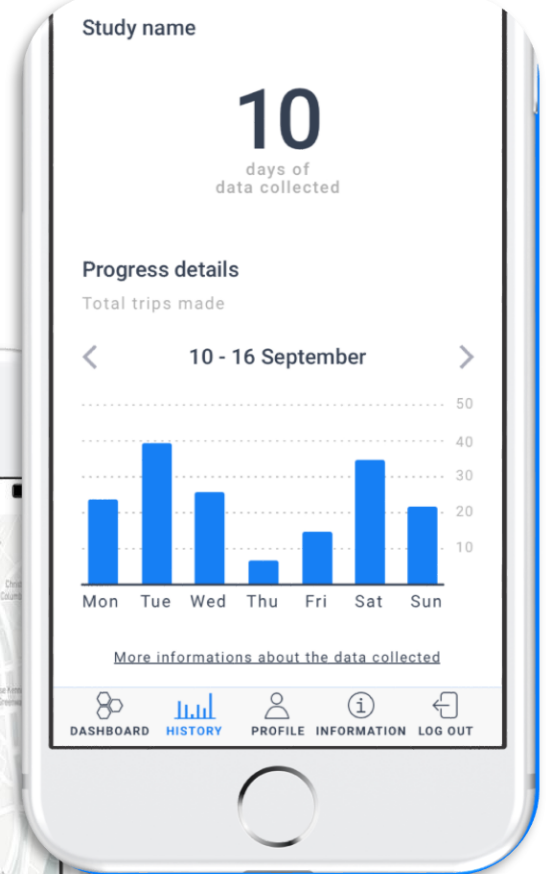 Study name
10
days of
data collected
Progress details
Total trips made
10 - 16 September
50
40
30
20
10
Mon Tue Wed Thu Fri Sat Sun
More informations about the data collected
DASHBOARD HISTORY PROFILE INFORMATION LOG OUT